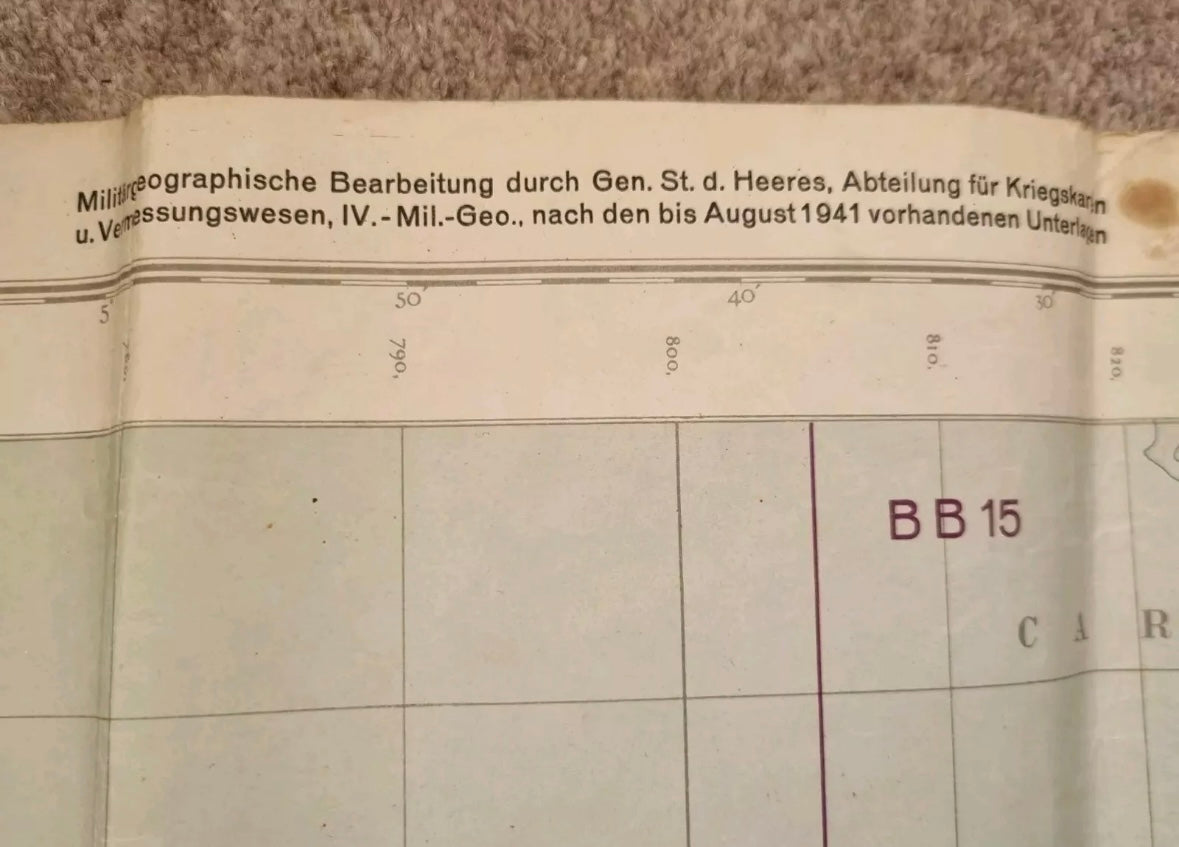 Militärgeographische Bearbeitung durch Gen. St. d. Heeres, Abteilung für Kriegskarten
u. Vermessungswesen, IV.-Mil.-Geo., nach den bis August 1941 vorhandenen Unterlagen
5 50′ 40′ 30′
790, 800, 810, 820,
BB 15
C A R